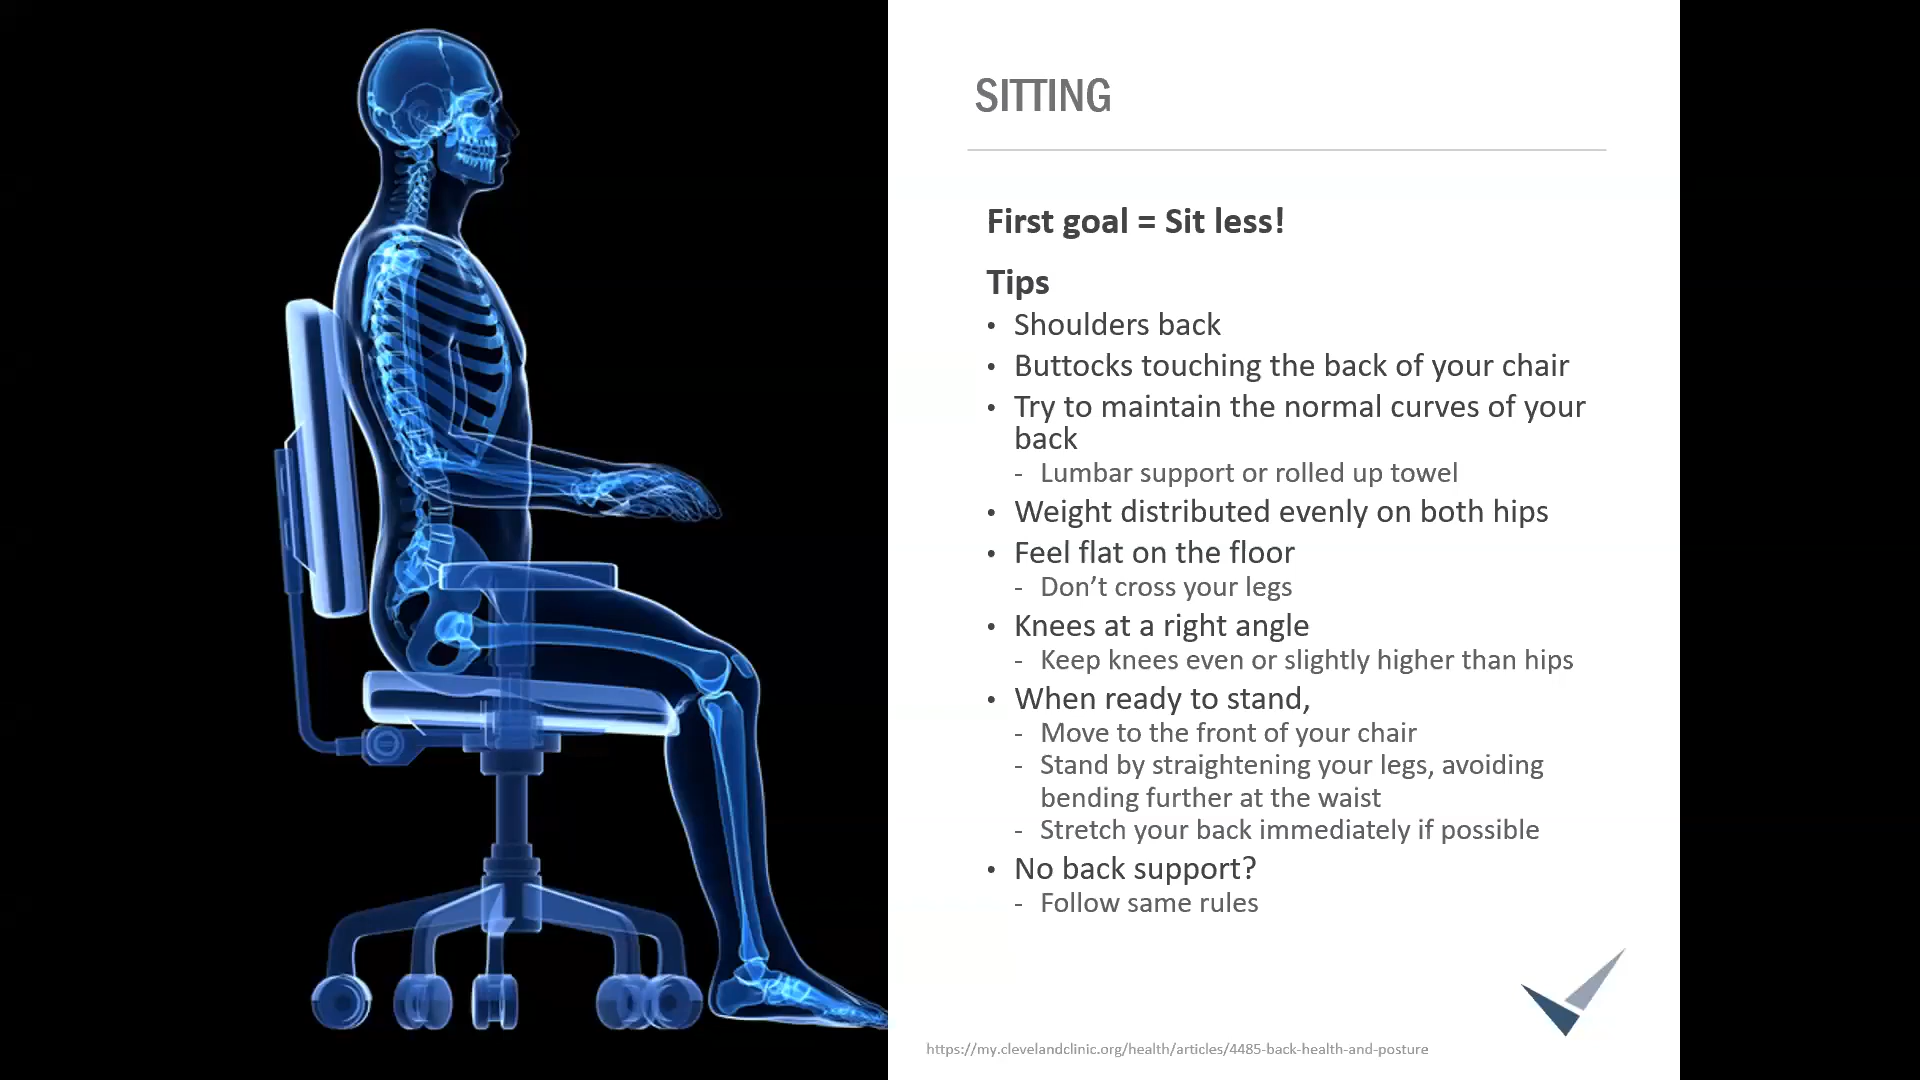 SITTING
First goal = Sit less!
Tips
• Shoulders back
• Buttocks touching the back of your chair
• Try to maintain the normal curves of your
back
- Lumbar support or rolled up towel
• Weight distributed evenly on both hips
• Feel flat on the floor
- Don’t cross your legs
• Knees at a right angle
- Keep knees even or slightly higher than hips
• When ready to stand,
- Move to the front of your chair
- Stand by straightening your legs, avoiding
bending further at the waist
- Stretch your back immediately if possible
• No back support?
- Follow same rules
https://my.clevelandclinic.org/health/articles/4485-back-health-and-posture